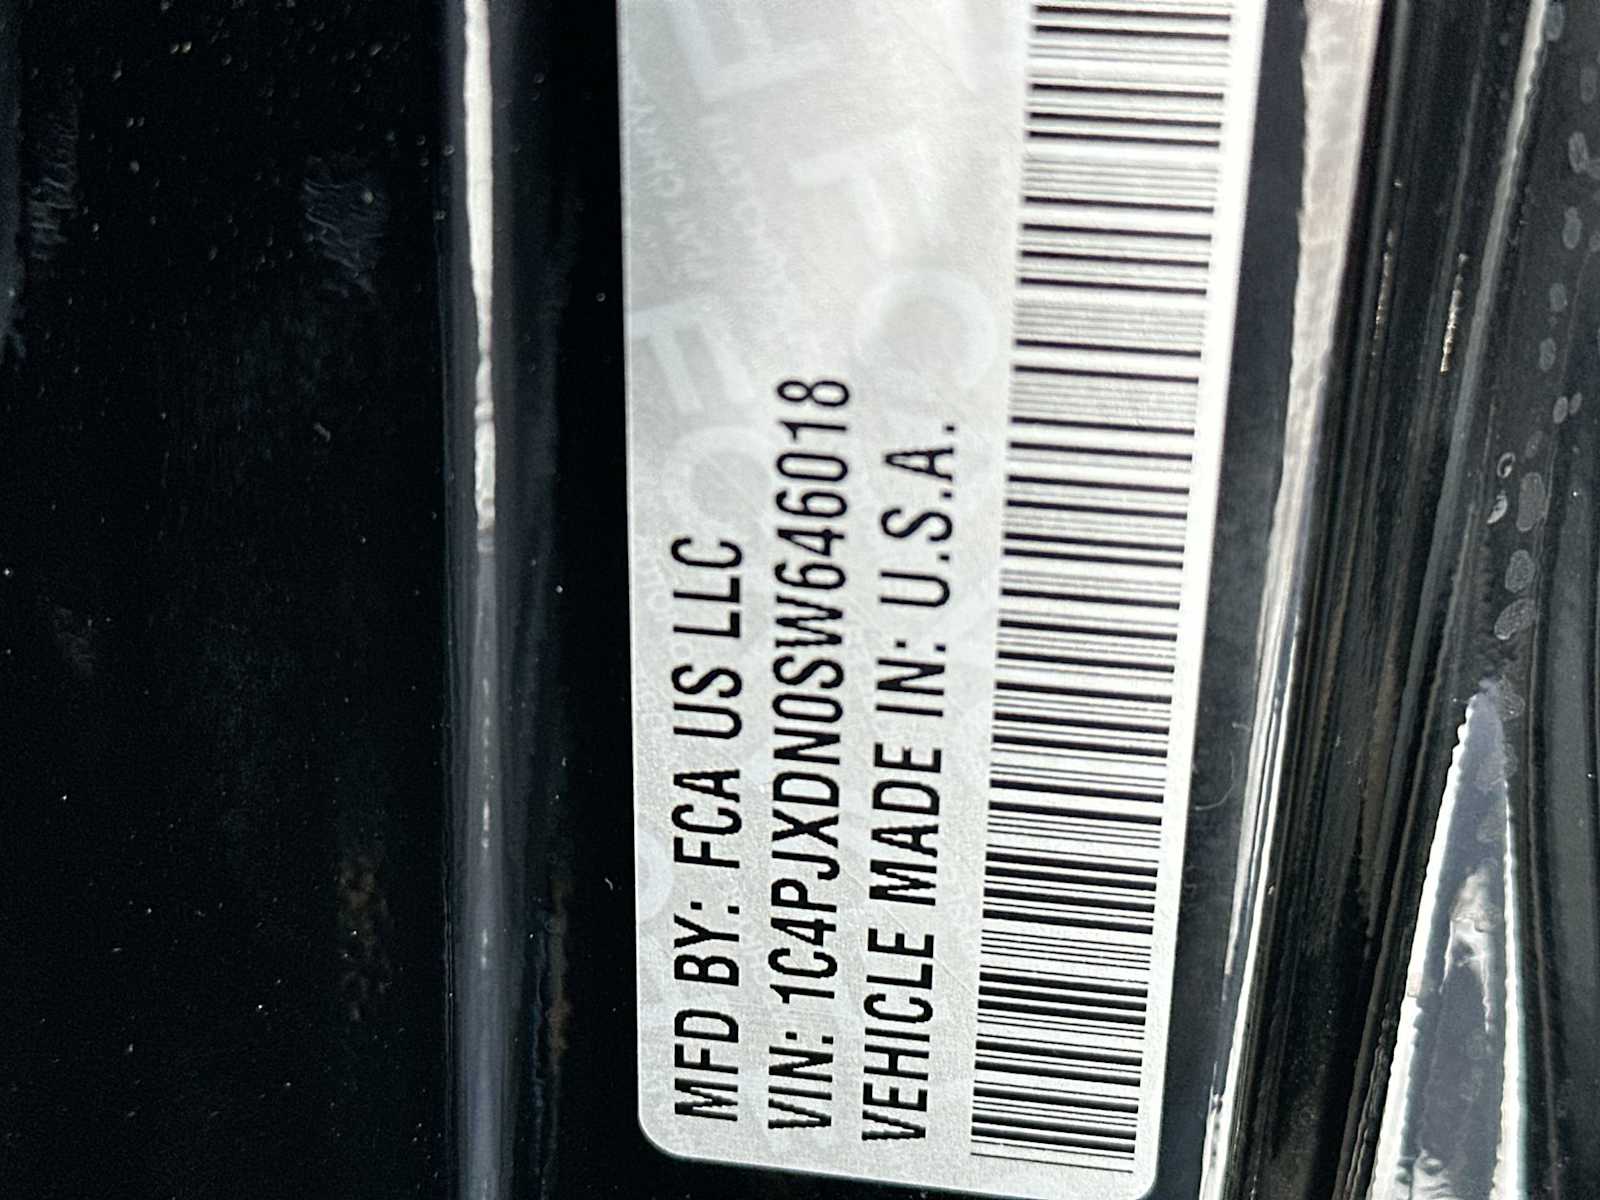 MFD BY: FCA US LLC
VIN: 1C4PJXDN0SW646018
VEHICLE MADE IN: U.S.A.